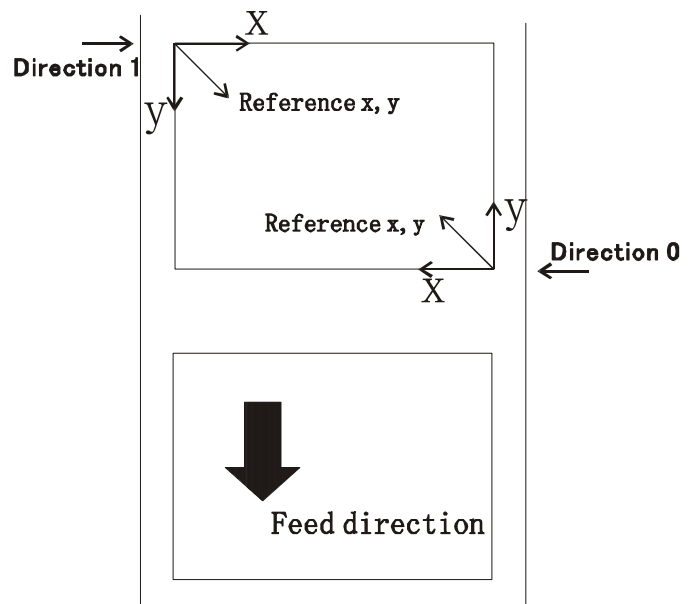 X
Direction 1
y
Reference x, y
Reference x, y
y
Direction 0
X
Feed direction